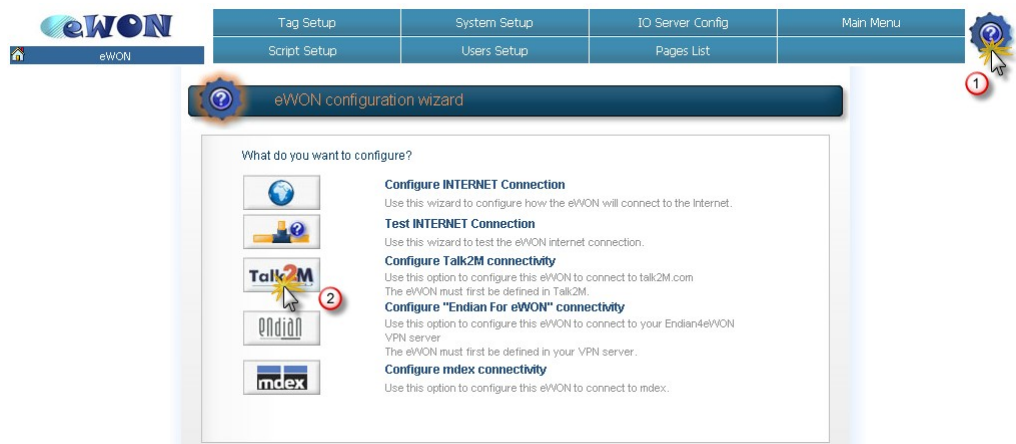 eWON
Tag Setup
System Setup
IO Server Config
Main Menu
eWON
Script Setup
Users Setup
Pages List
1
eWON configuration wizard
What do you want to configure?
Configure INTERNET Connection
Use this wizard to configure how the eWON will connect to the Internet.
Test INTERNET Connection
Use this wizard to test the eWON internet connection.
Talk2M
Configure Talk2M connectivity
Use this option to configure this eWON to connect to talk2M.com
The eWON must first be defined in Talk2M.
2
endian
Configure "Endian For eWON" connectivity
Use this option to configure this eWON to connect to your Endian4eWON
VPN server
The eWON must first be defined in your VPN server.
mdex
Configure mdex connectivity
Use this option to configure this eWON to connect to mdex.